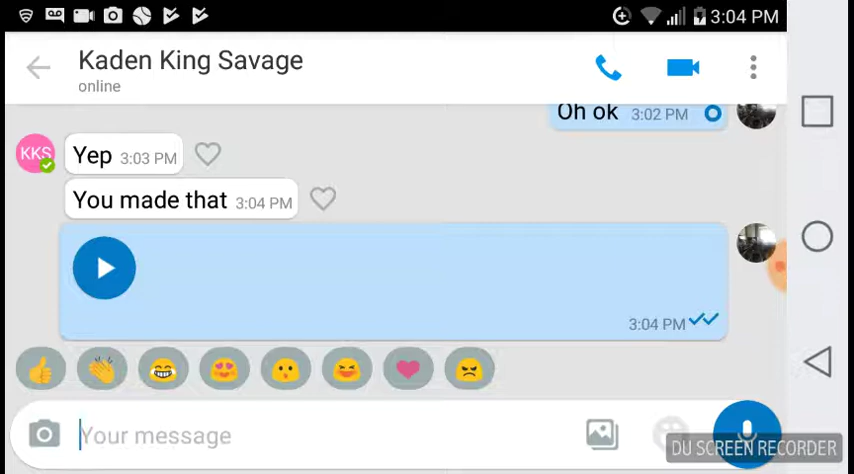 3:04 PM
Kaden King Savage
online
Oh ok 3:02 PM
KKS
Yep 3:03 PM
You made that 3:04 PM
3:04 PM
Your message
DU SCREEN RECORDER